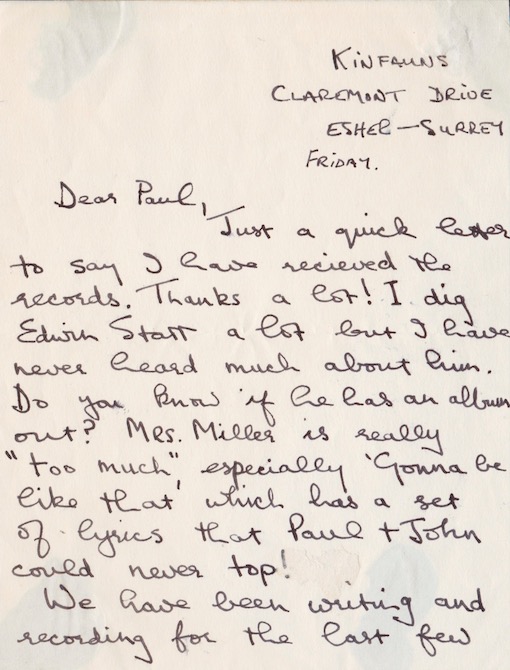 KINFAUNS
CLAREMONT DRIVE
ESHER — SURREY
FRIDAY.
Dear Paul,
Just a quick letter
to say I have recieved the
records. Thanks a lot! I dig
Edwin Starr a lot but I have
never heard much about him.
Do you know if he has an album
out? MRS. Miller is really
"too much" especially 'Gonna be
like that' which has a set
of lyrics that Paul + John
could never top!
We have been writing and
recording for the last few